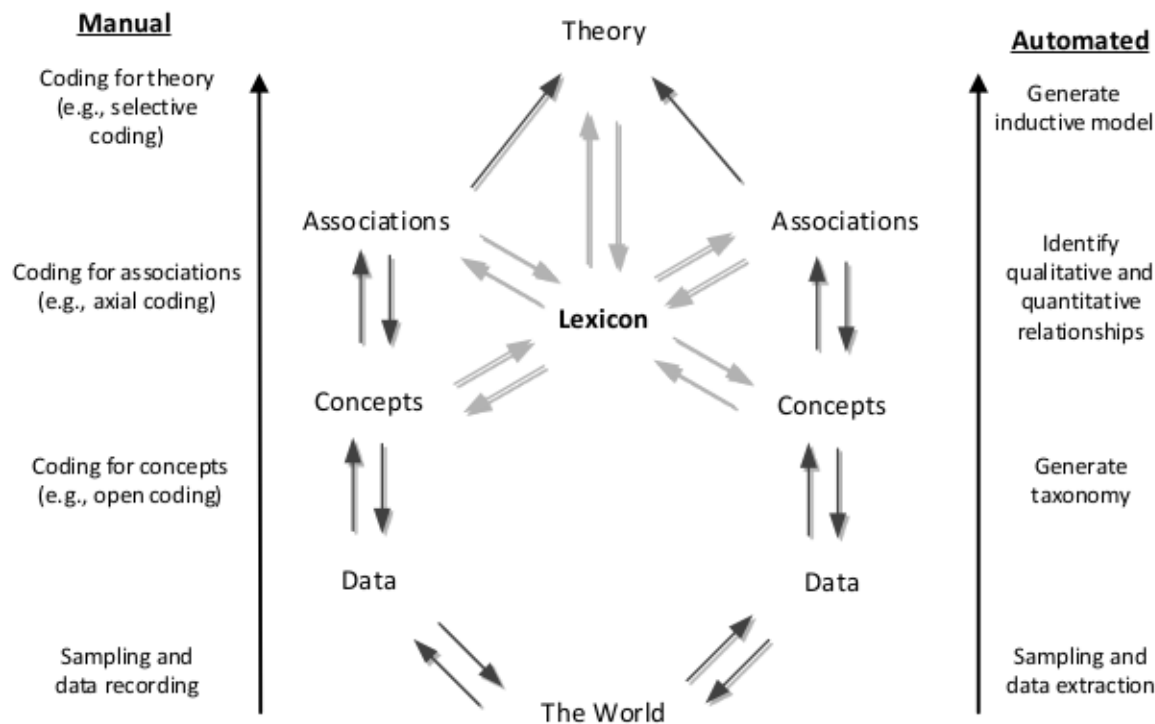 Manual
Theory
Automated
Coding for theory
(e.g., selective
coding)
Generate
inductive model
Associations
Associations
Coding for associations
(e.g., axial coding)
Identify
qualitative and
quantitative
relationships
Lexicon
Concepts
Concepts
Coding for concepts
(e.g., open coding)
Generate
taxonomy
Data
Data
Sampling and
data recording
Sampling and
data extraction
The World